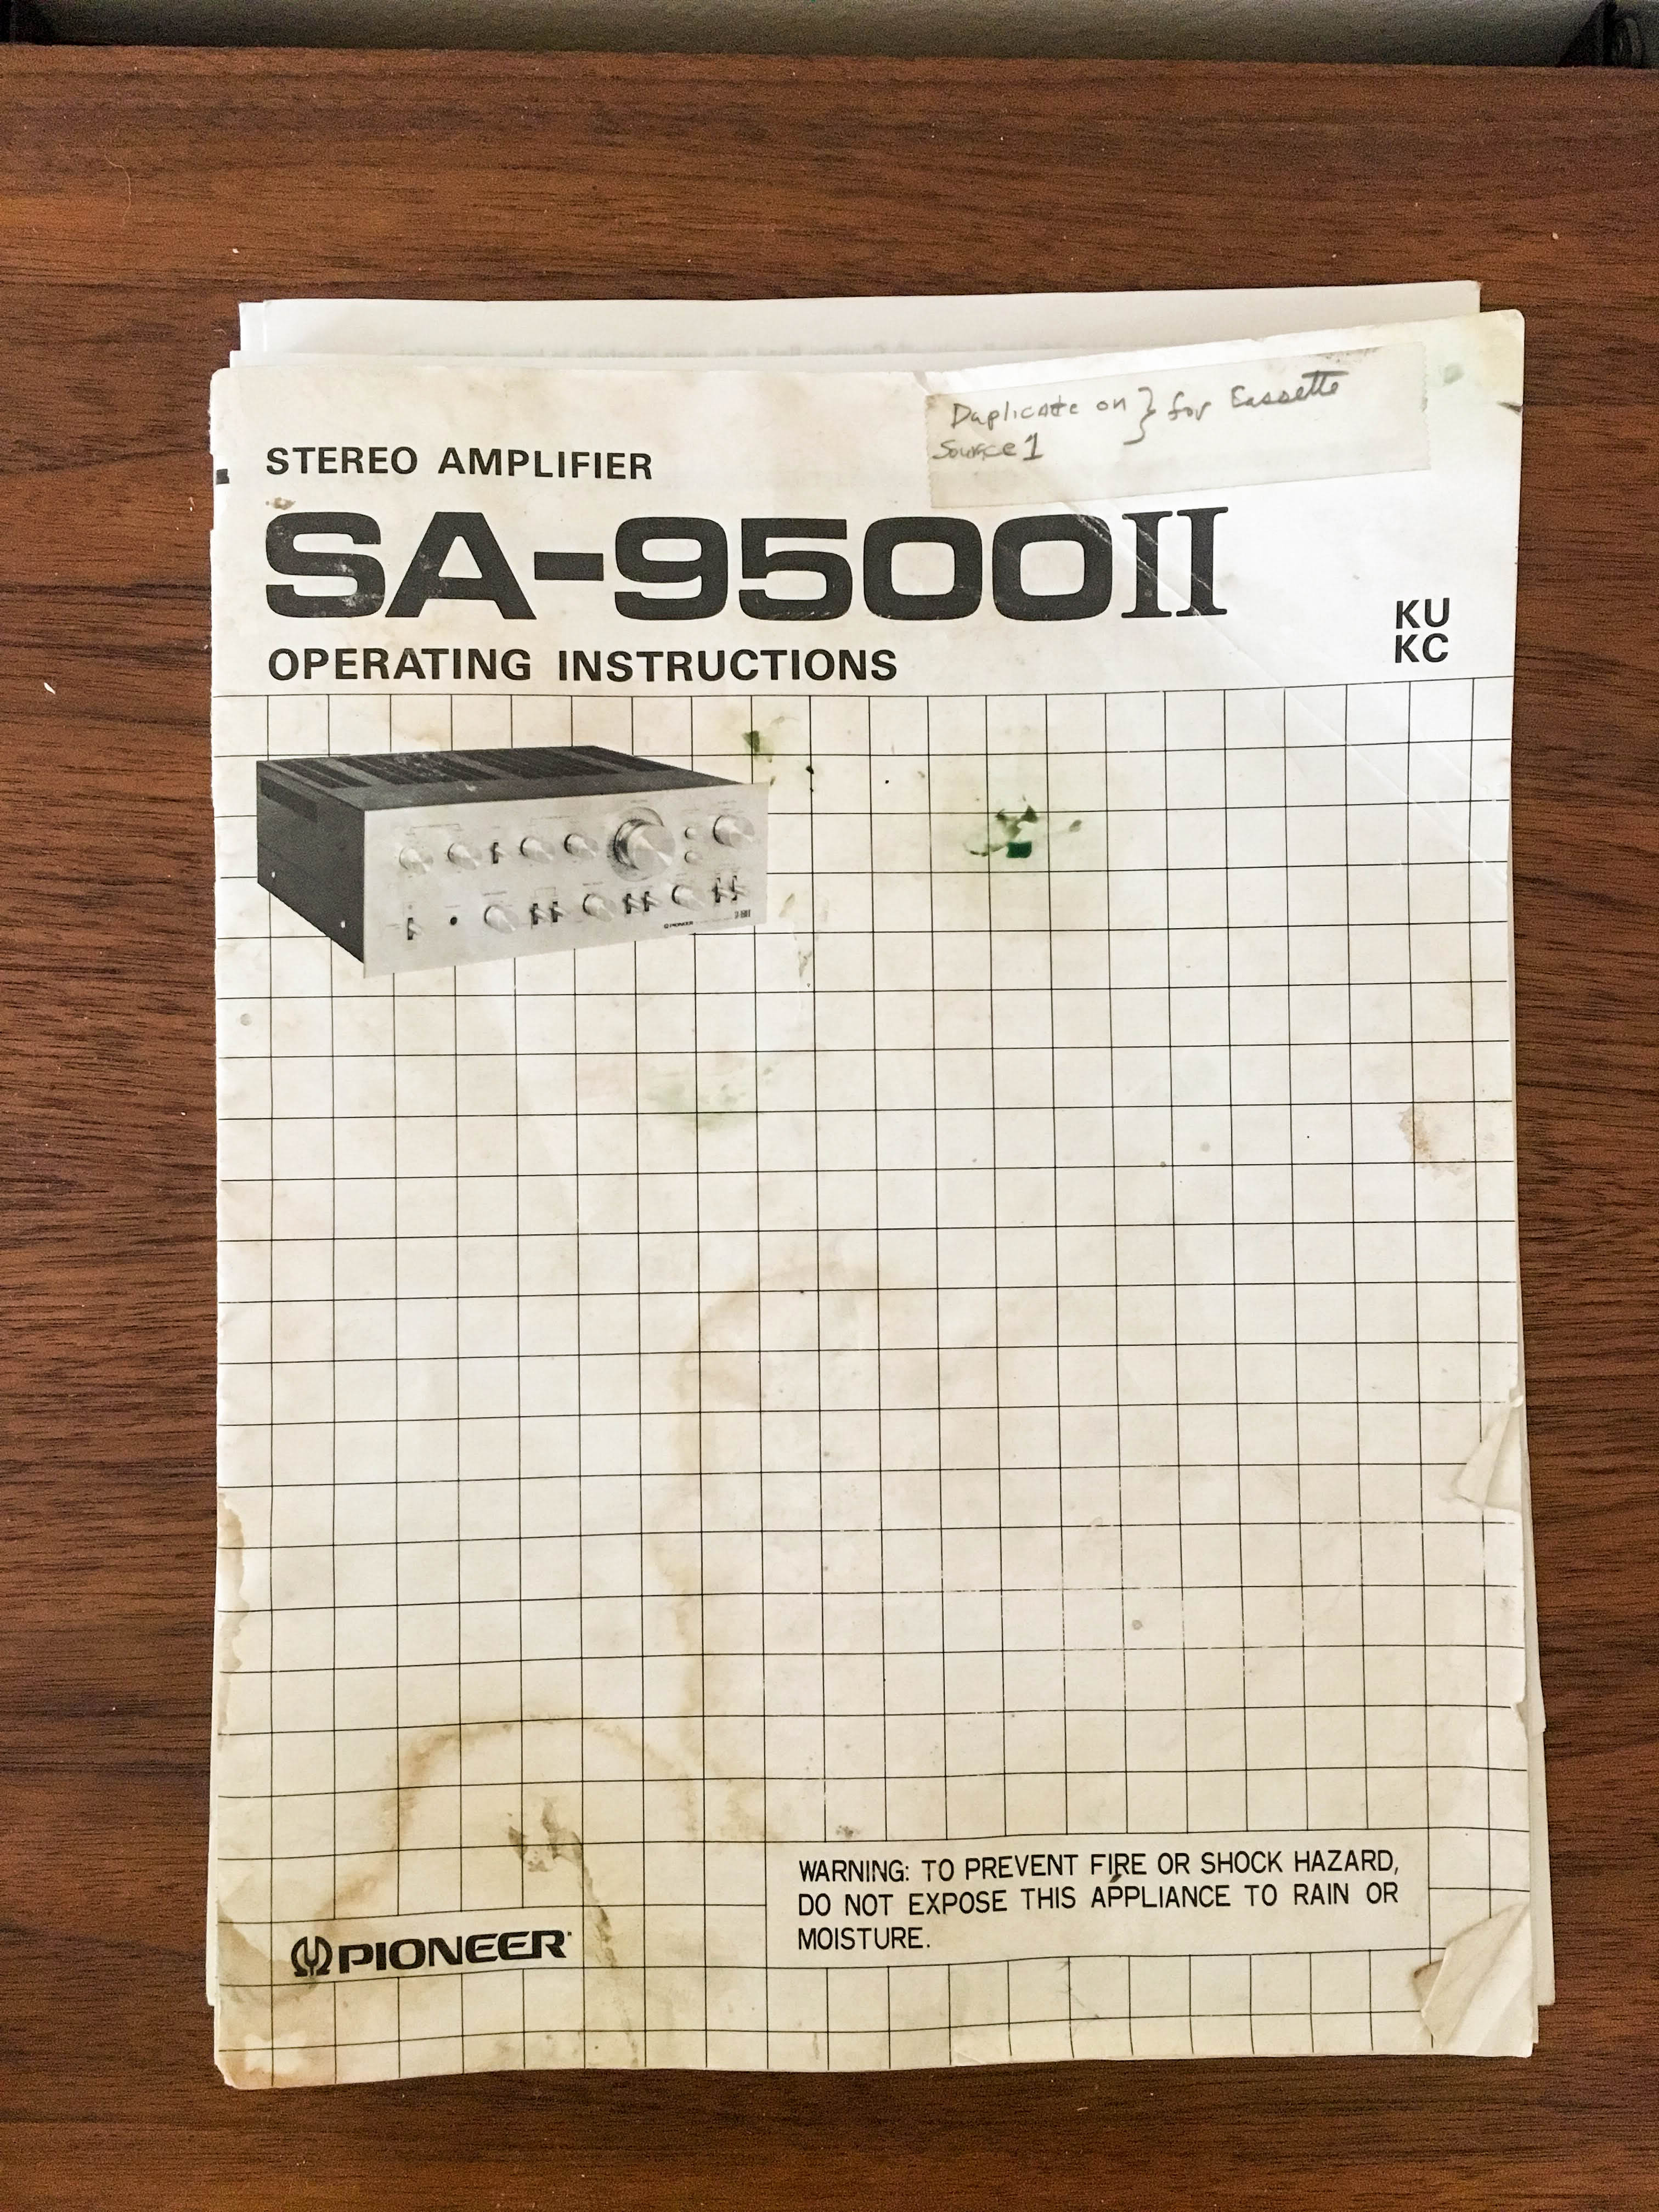 Duplicate on } for Cassette
Source 1
STEREO AMPLIFIER
SA-9500II
KU
KC
OPERATING INSTRUCTIONS
PIONEER
WARNING: TO PREVENT FIRE OR SHOCK HAZARD,
DO NOT EXPOSE THIS APPLIANCE TO RAIN OR
MOISTURE.
PIONEER